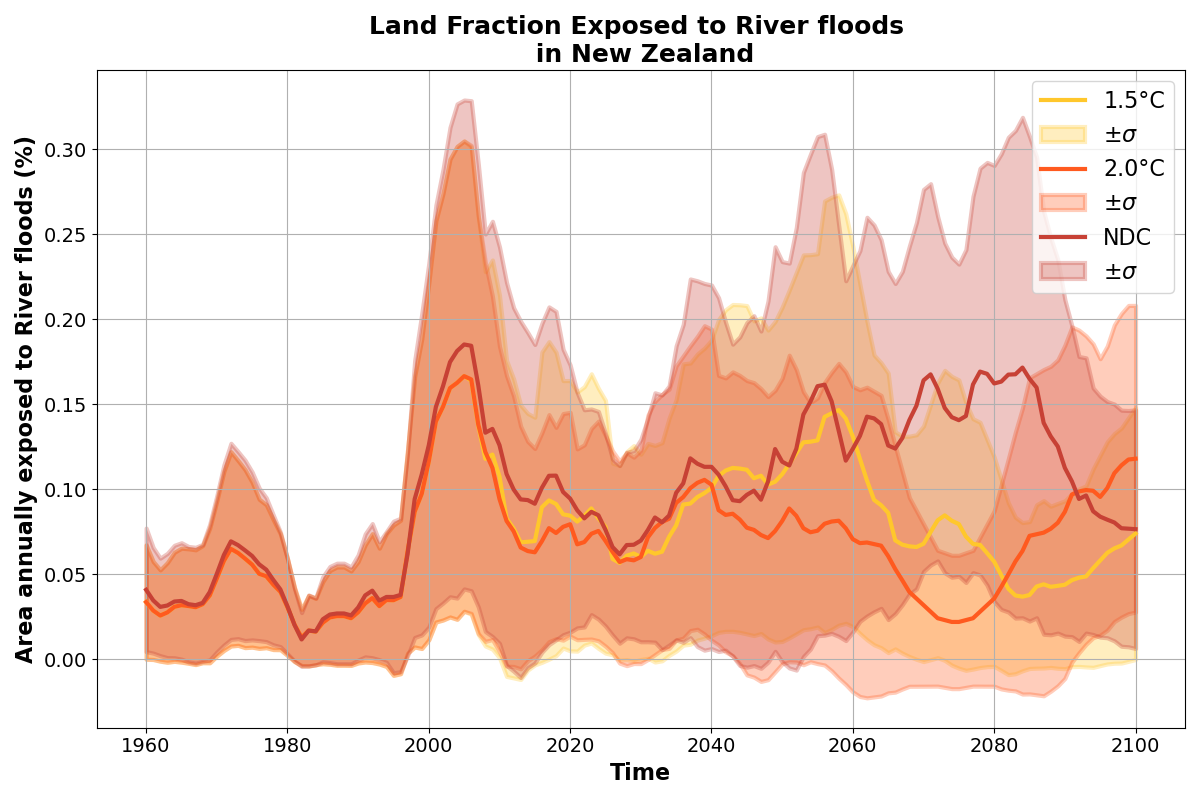 Land Fraction Exposed to River floods
in New Zealand
Area annually exposed to River floods (%)
0.30
0.25
0.20
0.15
0.10
0.05
0.00
1.5°C
±σ
2.0°C
±σ
NDC
±σ
1960 1980 2000 2020 2040 2060 2080 2100
Time